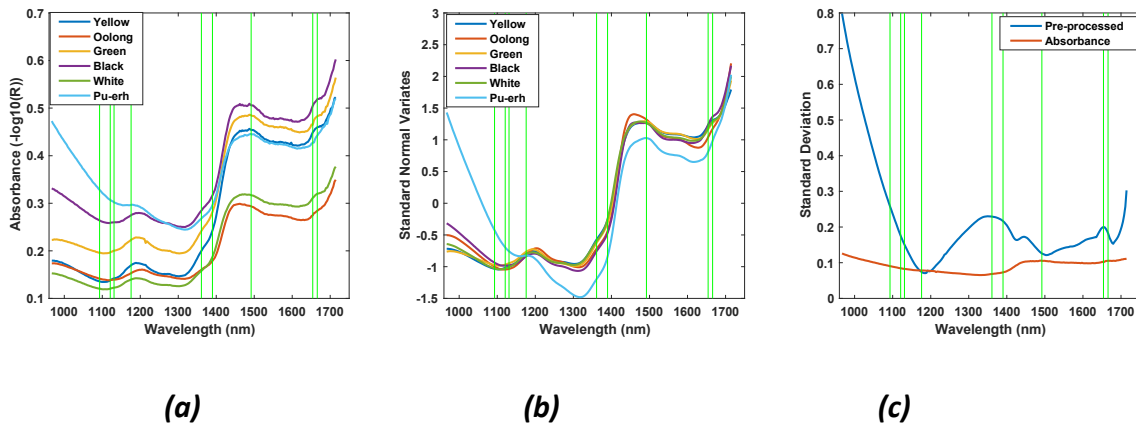 Absorbance (-log10(R))
0.7
0.6
0.5
0.4
0.3
0.2
0.1
Yellow
Oolong
Green
Black
White
Pu-erh
1000 1100 1200 1300 1400 1500 1600 1700
Wavelength (nm)
(a)
Standard Normal Variates
3
2.5
2
1.5
1
0.5
0
-0.5
-1
-1.5
Yellow
Oolong
Green
Black
White
Pu-erh
1000 1100 1200 1300 1400 1500 1600 1700
Wavelength (nm)
(b)
Standard Deviation
0.8
0.7
0.6
0.5
0.4
0.3
0.2
0.1
0
Pre-processed
Absorbance
1000 1100 1200 1300 1400 1500 1600 1700
Wavelength (nm)
(c)